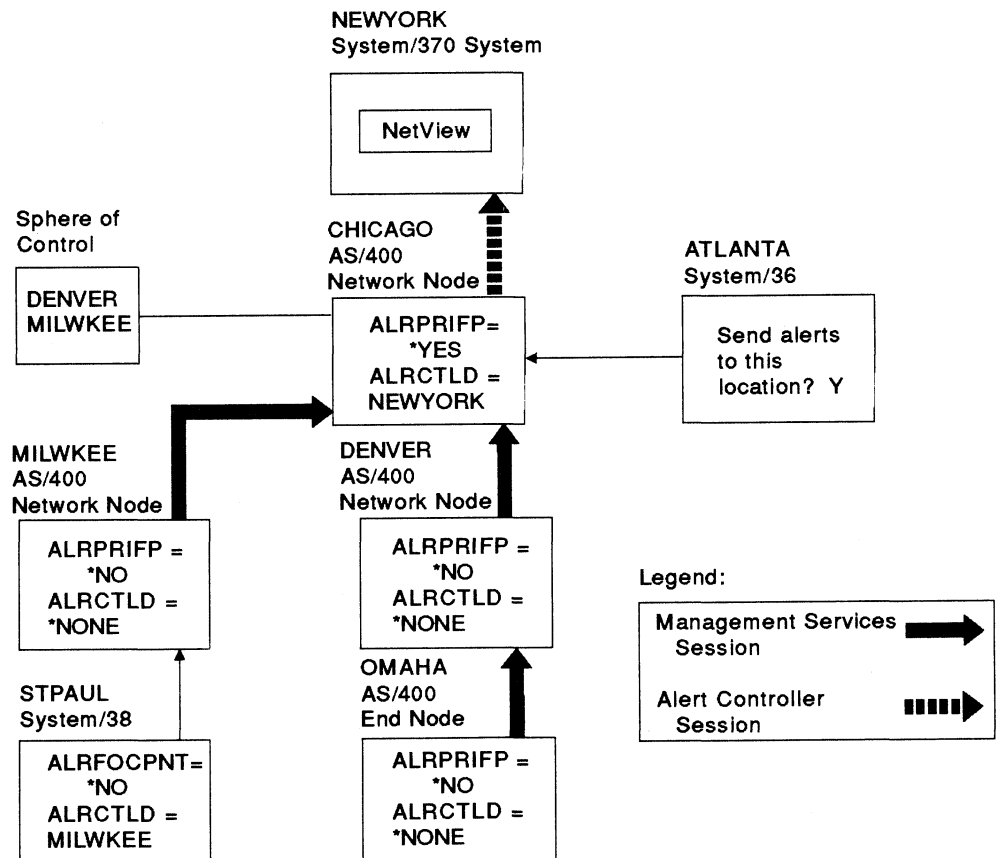 NEWYORK
System/370 System
NetView
Sphere of
Control
DENVER
MILWKEE
CHICAGO
AS/400
Network Node
ALRPRIFP=
*YES
ALRCTLD =
NEWYORK
ATLANTA
System/36
Send alerts
to this
location? Y
MILWKEE
AS/400
Network Node
ALRPRIFP =
*NO
ALRCTLD =
*NONE
DENVER
AS/400
Network Node
ALRPRIFP =
*NO
ALRCTLD =
*NONE
STPAUL
System/38
ALRFOCPNT=
*NO
ALRCTLD =
MILWKEE
OMAHA
AS/400
End Node
ALRPRIFP =
*NO
ALRCTLD =
*NONE
Legend:
Management Services
Session
Alert Controller
Session